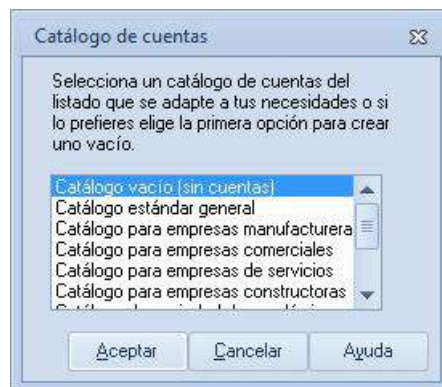 Catálogo de cuentas
Selecciona un catálogo de cuentas del
listado que se adapte a tus necesidades o si
lo prefieres elige la primera opción para crear
uno vacío.
Catálogo vacío (sin cuentas)
Catálogo estándar general
Catálogo para empresas manufacturera
Catálogo para empresas comerciales
Catálogo para empresas de servicios
Catálogo para empresas constructoras
Aceptar
Cancelar
Ayuda